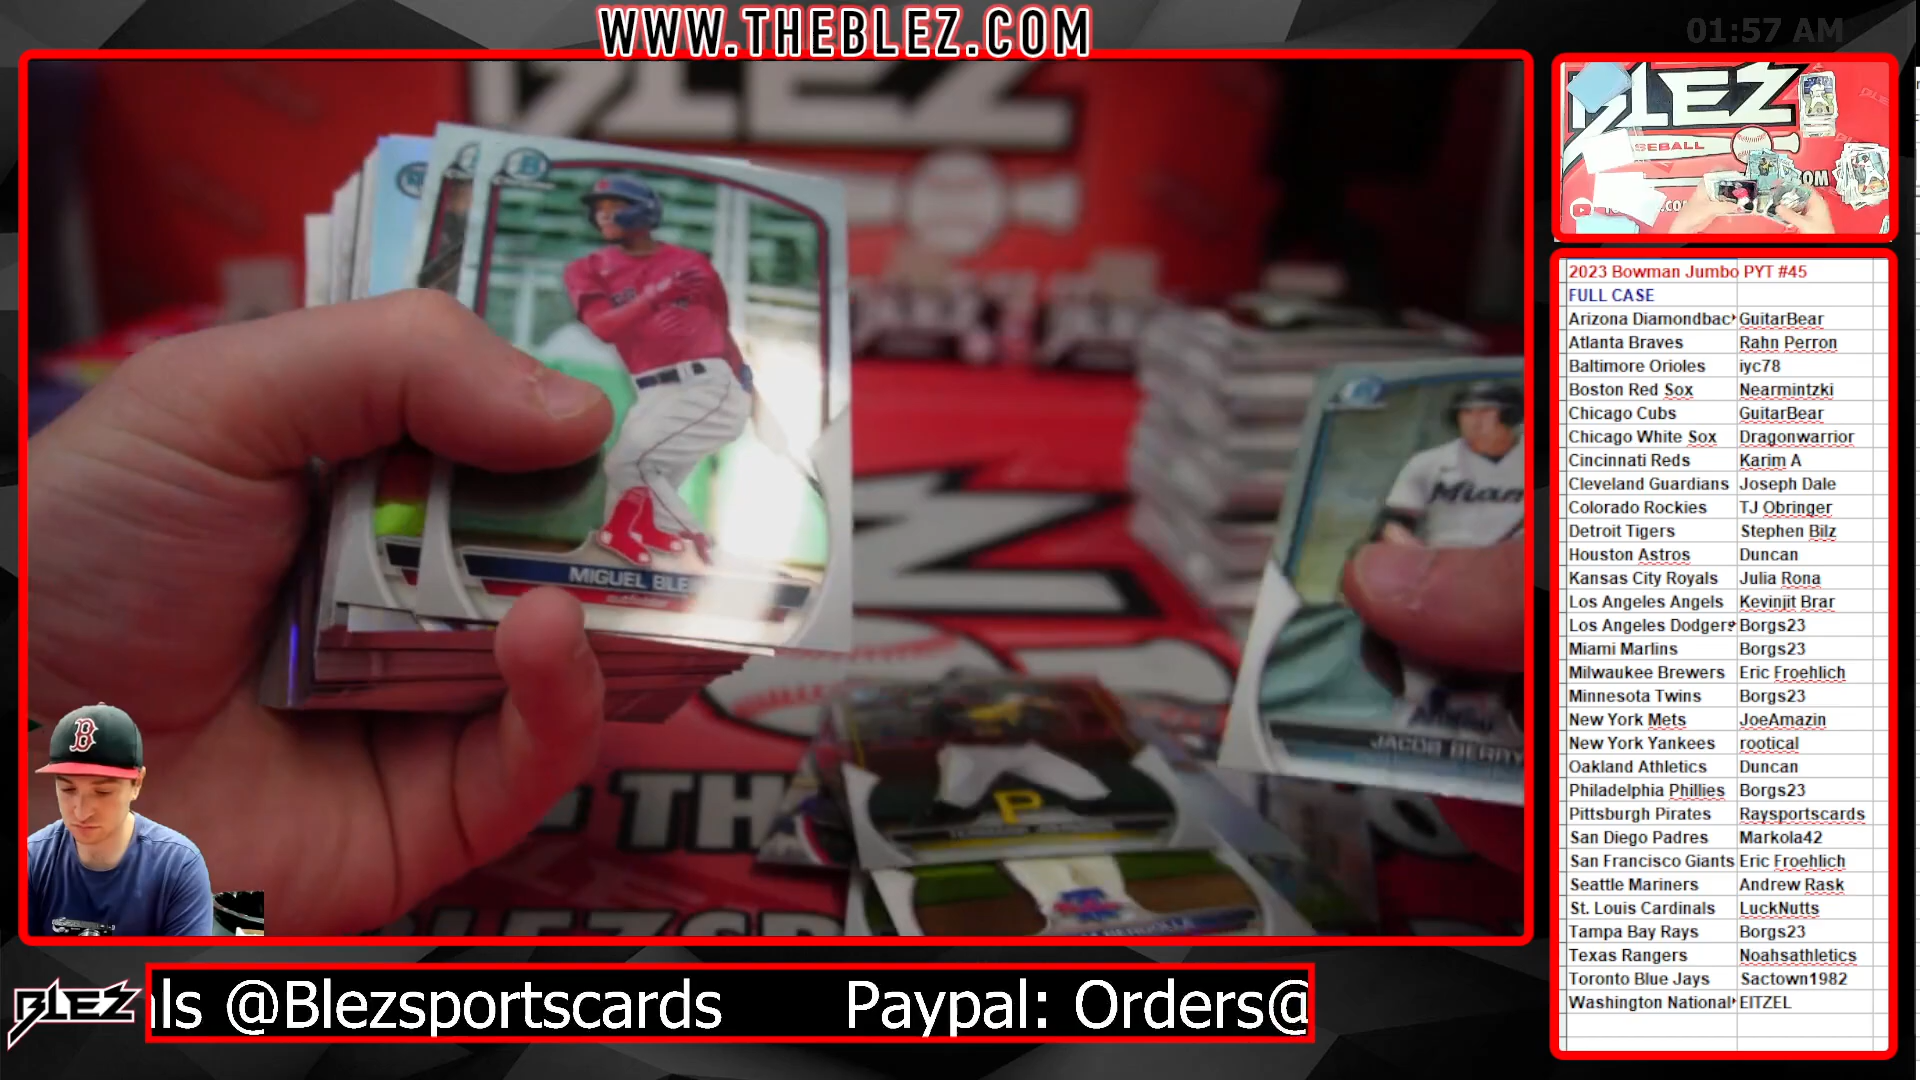 WWW.THEBLEZ.COM
01:57 AM
BLEZ
MIGUEL BLE
Miam
JACOB BERRY
P
B
BLEZ
BASEBALL
2023 Bowman Jumbo PYT #45
FULL CASE
Arizona Diamondbac GuitarBear
Atlanta Braves Rahn Perron
Baltimore Orioles iyc78
Boston Red Sox Nearmintzki
Chicago Cubs GuitarBear
Chicago White Sox Dragonwarrior
Cincinnati Reds Karim A
Cleveland Guardians Joseph Dale
Colorado Rockies TJ Obringer
Detroit Tigers Stephen Bilz
Houston Astros Duncan
Kansas City Royals Julia Rona
Los Angeles Angels Kevinjit Brar
Los Angeles Dodgers Borgs23
Miami Marlins Borgs23
Milwaukee Brewers Eric Froehlich
Minnesota Twins Borgs23
New York Mets JoeAmazin
New York Yankees rootical
Oakland Athletics Duncan
Philadelphia Phillies Borgs23
Pittsburgh Pirates Raysportscards
San Diego Padres Markola42
San Francisco Giants Eric Froehlich
Seattle Mariners Andrew Rask
St. Louis Cardinals LuckNutts
Tampa Bay Rays Borgs23
Texas Rangers Noahsathletics
Toronto Blue Jays Sactown1982
Washington National EITZEL
BLEZ
ls @Blezsportscards Paypal: Orders@